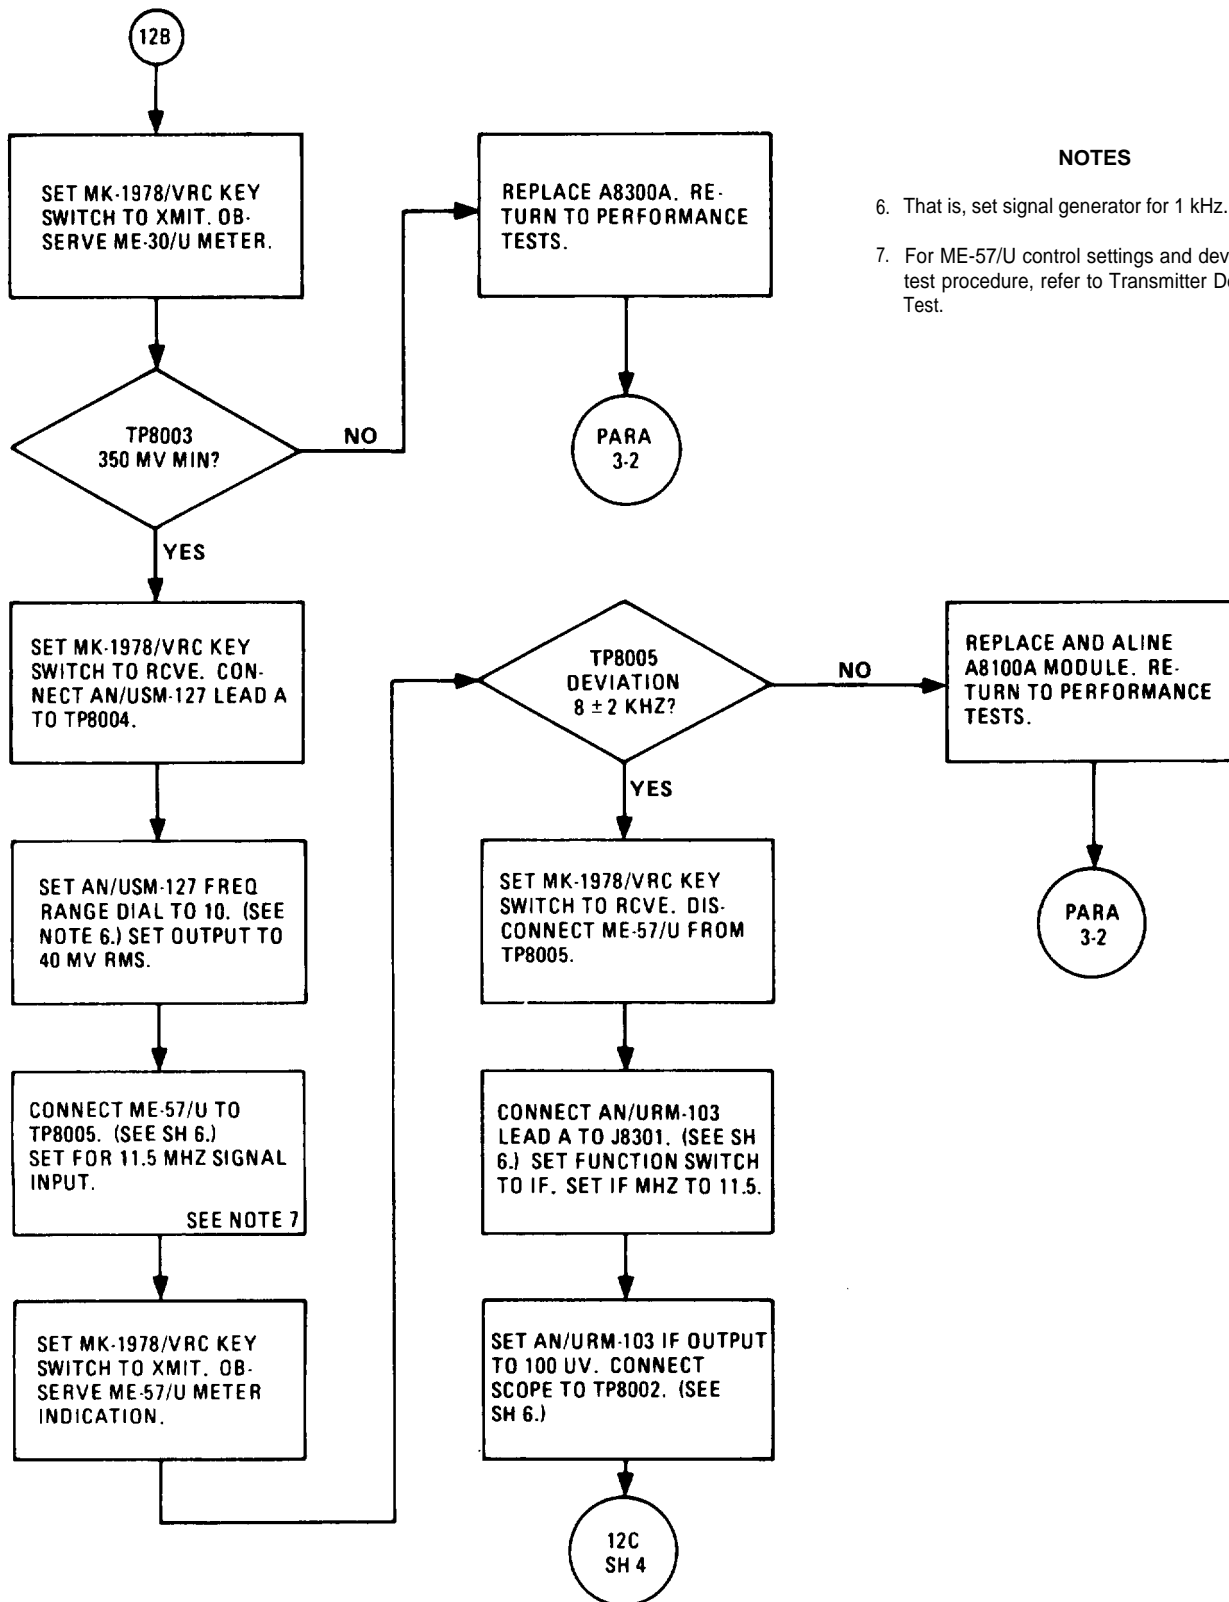 12B
SET MK-1978/VRC KEY
SWITCH TO XMIT. OB-
SERVE ME-30/U METER.
TP8003
350 MV MIN?
NO
REPLACE A8300A. RE-
TURN TO PERFORMANCE
TESTS.
PARA
3-2
YES
SET MK-1978/VRC KEY
SWITCH TO RCVE. CON-
NECT AN/USM-127 LEAD A
TO TP8004.
SET AN/USM-127 FREQ
RANGE DIAL TO 10. (SEE
NOTE 6.) SET OUTPUT TO
40 MV RMS.
CONNECT ME-57/U TO
TP8005. (SEE SH 6.)
SET FOR 11.5 MHZ SIGNAL
INPUT.
SEE NOTE 7
SET MK-1978/VRC KEY
SWITCH TO XMIT. OB-
SERVE ME-57/U METER
INDICATION.
TP8005
DEVIATION
8 ± 2 KHZ?
NO
REPLACE AND ALINE
A8100A MODULE. RE-
TURN TO PERFORMANCE
TESTS.
PARA
3-2
YES
SET MK-1978/VRC KEY
SWITCH TO RCVE. DIS-
CONNECT ME-57/U FROM
TP8005.
CONNECT AN/URM-103
LEAD A TO J8301. (SEE SH
6.) SET FUNCTION SWITCH
TO IF. SET IF MHZ TO 11.5.
SET AN/URM-103 IF OUTPUT
TO 100 UV. CONNECT
SCOPE TO TP8002. (SEE
SH 6.)
12C
SH 4
NOTES
6. That is, set signal generator for 1 kHz.
7. For ME-57/U control settings and dev
test procedure, refer to Transmitter De
Test.